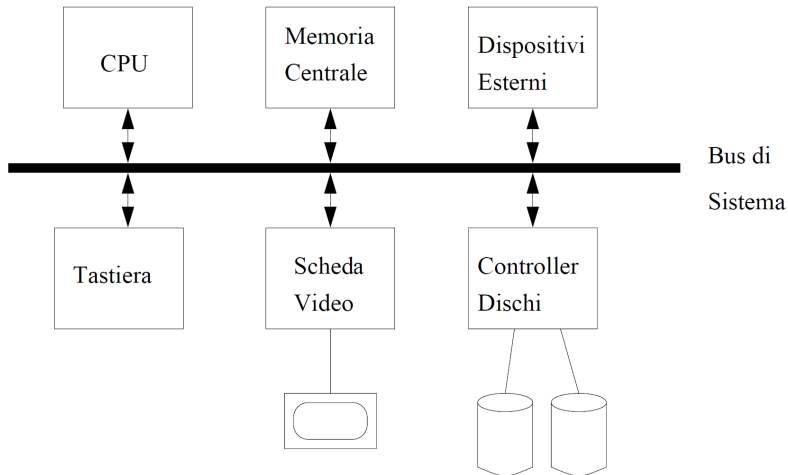 CPU
Memoria
Centrale
Dispositivi
Esterni
Bus di
Sistema
Tastiera
Scheda
Video
Controller
Dischi